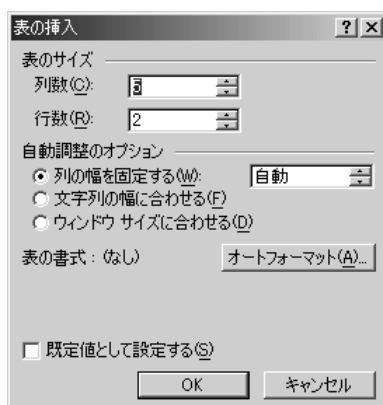 表の挿入
表のサイズ
列数(C): 5
行数(R): 2
自動調整のオプション
列の幅を固定する(W): 自動
文字列の幅に合わせる(F)
ウィンドウ サイズに合わせる(D)
表の書式 : (なし) オートフォーマット(A)...
既定値として設定する(S)
OK キャンセル